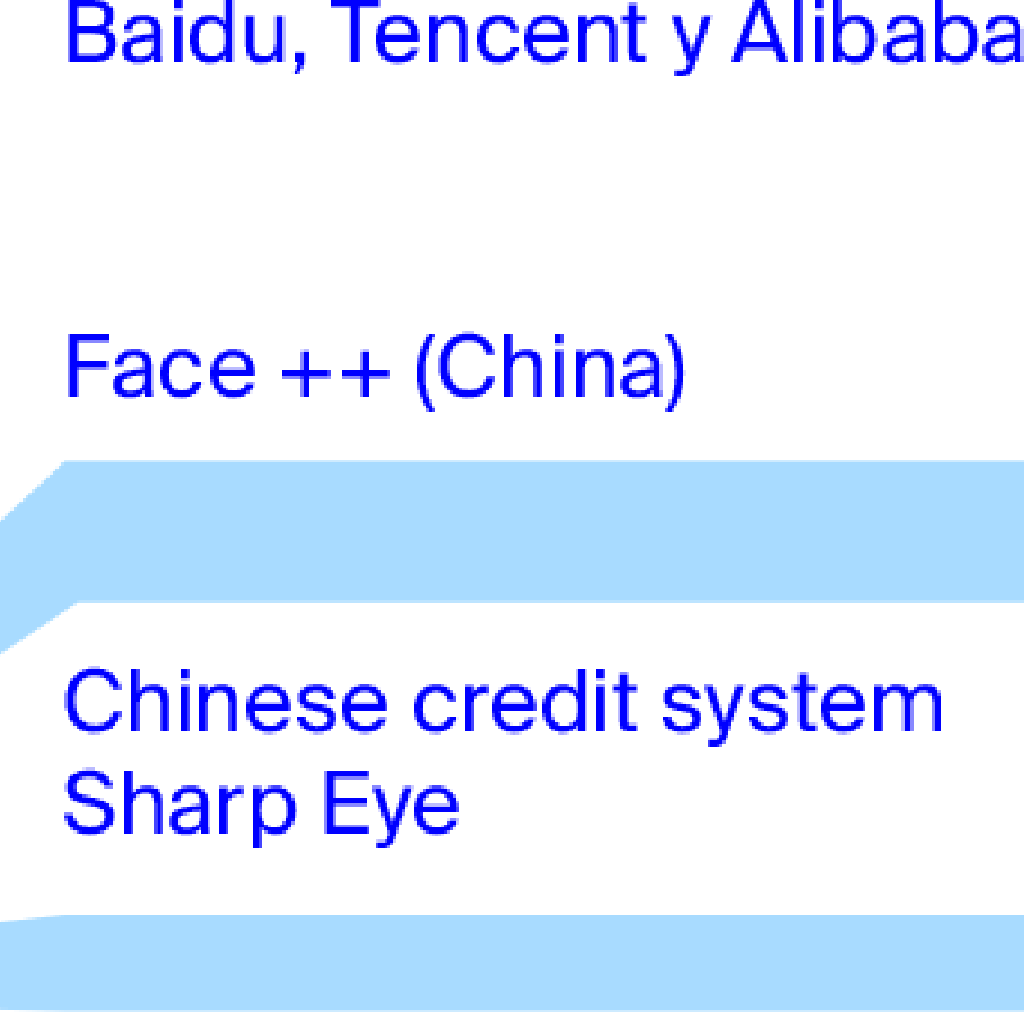 Baidu, Tencent y Alibaba
Face ++ (China)
Chinese credit system
Sharp Eye